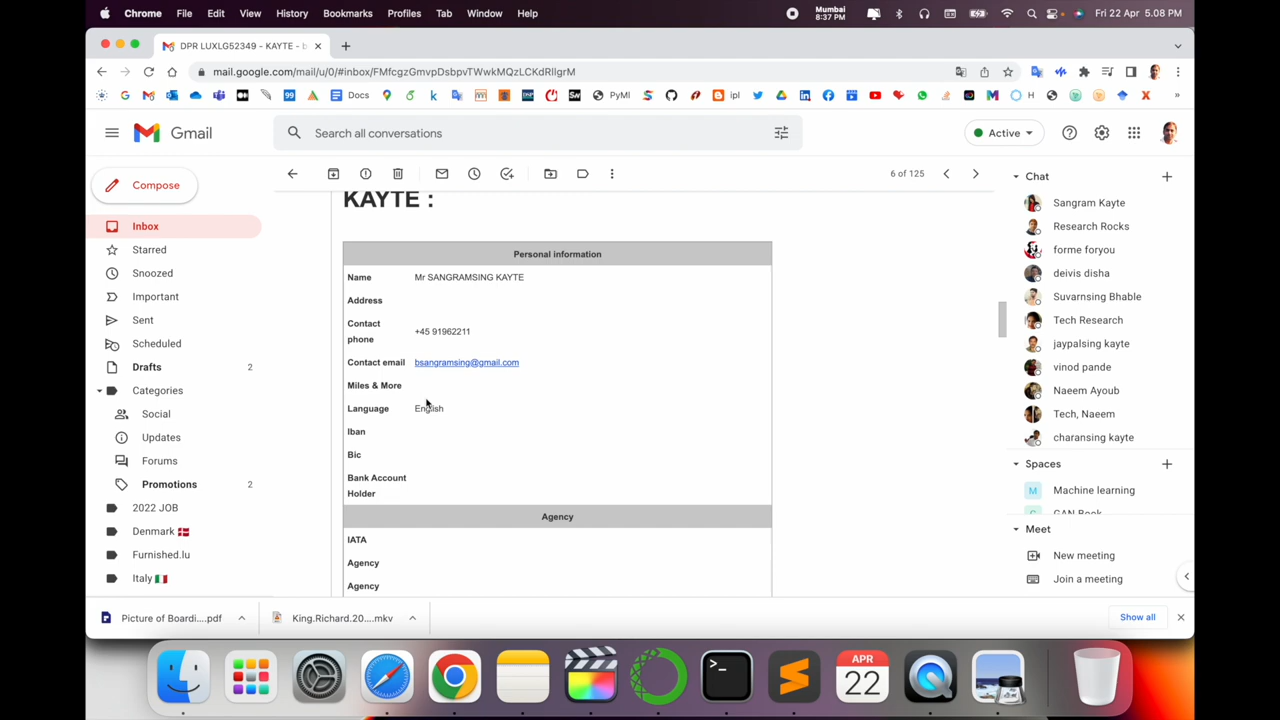 Chrome File Edit View History Bookmarks Profiles Tab Window Help
Mumbai
8:37 PM
Fri 22 Apr 5.08 PM
DPR LUXLG52349 - KAYTE - b
mail.google.com/mail/u/0/#inbox/FMfcgzGmvpDsbpvTWwkMQzLCKdRlIgrM
Docs PyMl ipl H
Gmail
Search all conversations
Active
Compose
6 of 125
Inbox
Starred
Snoozed
Important
Sent
Scheduled
Drafts 2
Categories
Social
Updates
Forums
Promotions 2
2022 JOB
Denmark 🇩🇰
Furnished.lu
Italy 🇮🇹
KAYTE :
Personal information
Name Mr SANGRAMSING KAYTE
Address
Contact
phone +45 91962211
Contact email bsangramsing@gmail.com
Miles & More
Language English
Iban
Bic
Bank Account
Holder
Agency
IATA
Agency
Agency
Chat
Sangram Kayte
Research Rocks
forme foryou
deivis disha
Suvarnsing Bhable
Tech Research
jaypalsing kayte
vinod pande
Naeem Ayoub
Tech, Naeem
charansing kayte
Spaces
M Machine learning
GAN Book
Meet
New meeting
Join a meeting
Picture of Boardi....pdf
King.Richard.20....mkv
Show all
APR
22